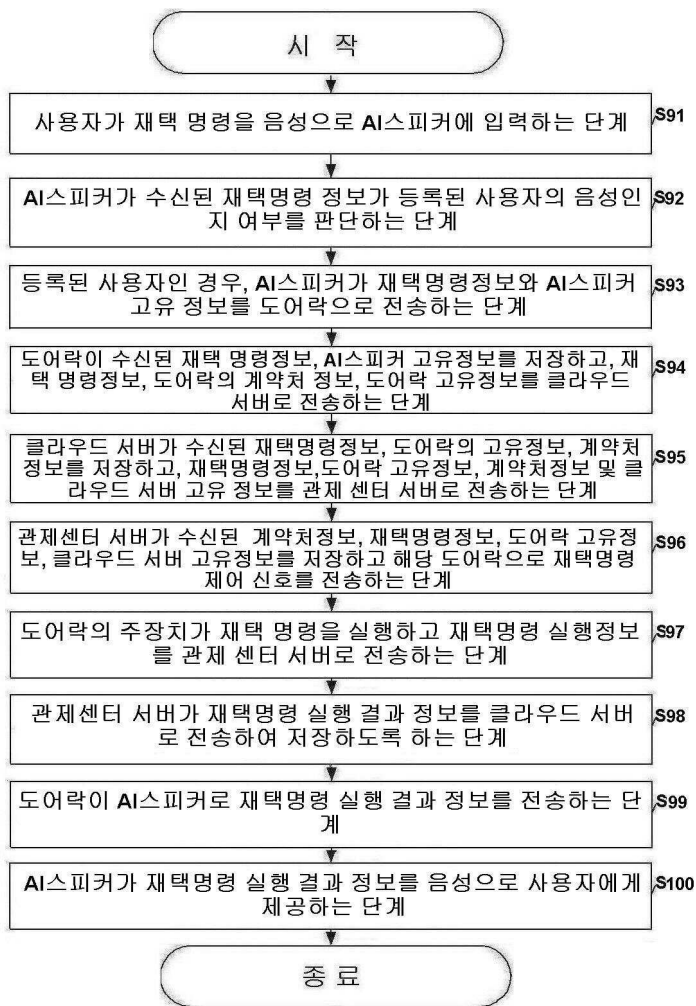 시 작
사용자가 재택 명령을 음성으로 AI스피커에 입력하는 단계
S91
AI스피커가 수신된 재택명령 정보가 등록된 사용자의 음성인
지 여부를 판단하는 단계
S92
등록된 사용자인 경우, AI스피커가 재택명령정보와 AI스피커
고유 정보를 도어락으로 전송하는 단계
S93
도어락이 수신된 재택 명령정보, AI스피커 고유정보를 저장하고, 재
택 명령정보, 도어락의 계약처 정보, 도어락 고유정보를 클라우드
서버로 전송하는 단계
S94
클라우드 서버가 수신된 재택명령정보, 도어락의 고유정보, 계약처
정보를 저장하고, 재택명령정보,도어락 고유정보, 계약처정보 및 클
라우드 서버 고유 정보를 관제 센터 서버로 전송하는 단계
S95
관제센터 서버가 수신된 계약처정보, 재택명령정보, 도어락 고유정
보, 클라우드 서버 고유정보를 저장하고 해당 도어락으로 재택명령
제어 신호를 전송하는 단계
S96
도어락의 주장치가 재택 명령을 실행하고 재택명령 실행정보
를 관제 센터 서버로 전송하는 단계
S97
관제센터 서버가 재택명령 실행 결과 정보를 클라우드 서버
로 전송하여 저장하도록 하는 단계
S98
도어락이 AI스피커로 재택명령 실행 결과 정보를 전송하는 단
계
S99
AI스피커가 재택명령 실행 결과 정보를 음성으로 사용자에게
제공하는 단계
S100
종 료